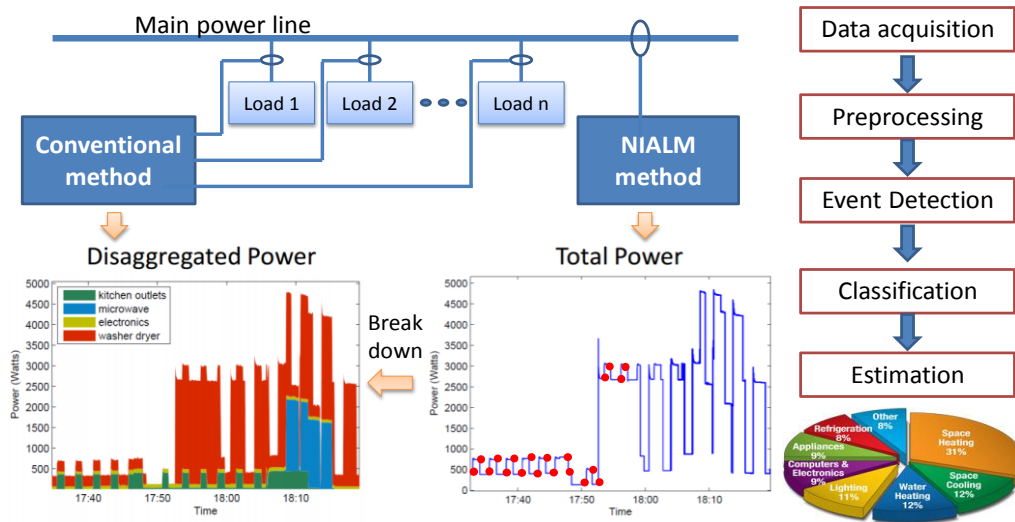 Main power line
Load 1
Load 2
Load n
Conventional
method
NIALM
method
Disaggregated Power
5000
4500
4000
3500
3000
2500
2000
1500
1000
500
Power (Watts)
kitchen outlets
microwave
electronics
washer dryer
17:40
17:50
18:00
18:10
Time
Break
down
Total Power
5000
4500
4000
3500
3000
2500
2000
1500
1000
500
0
Power (Watts)
17:40
17:50
18:00
18:10
Time
Data acquisition
Preprocessing
Event Detection
Classification
Estimation
Other
8%
Space
Heating
31%
Space
Cooling
12%
Water
Heating
12%
Lighting
11%
Computers &
Electronics
9%
Appliances
9%
Refrigeration
8%